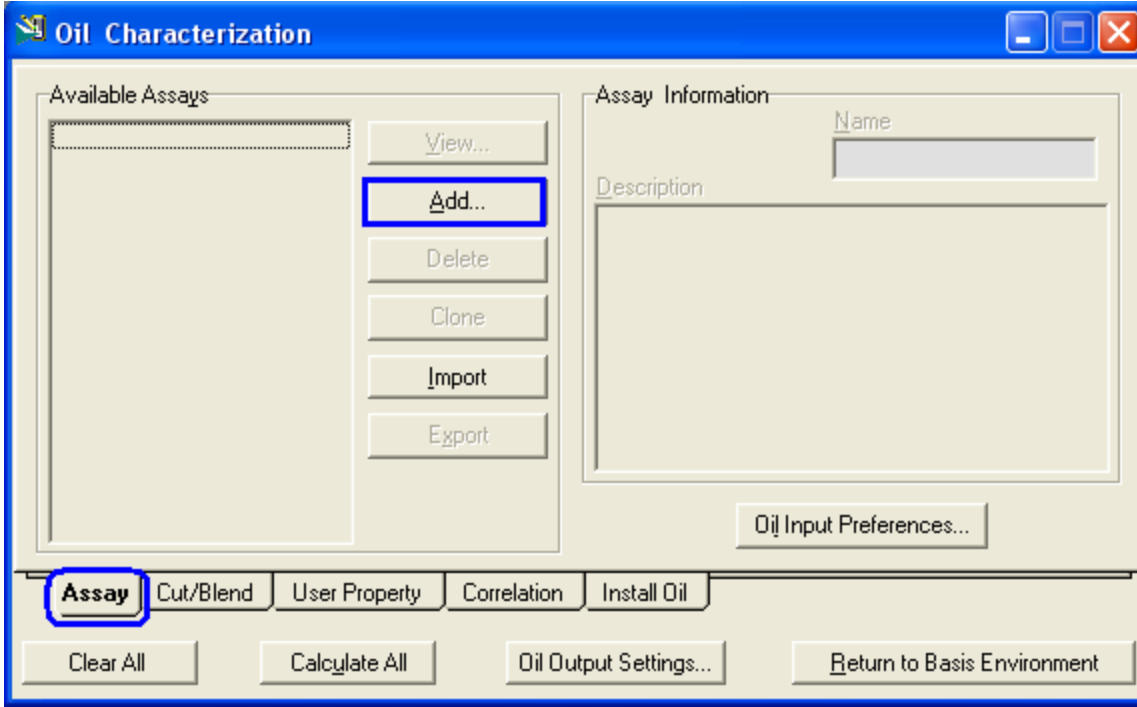 Oil Characterization
Available Assays
View...
Add...
Delete
Clone
Import
Export
Assay Information
Name
Description
Oil Input Preferences...
Assay Cut/Blend User Property Correlation Install Oil
Clear All Calculate All Oil Output Settings... Return to Basis Environment